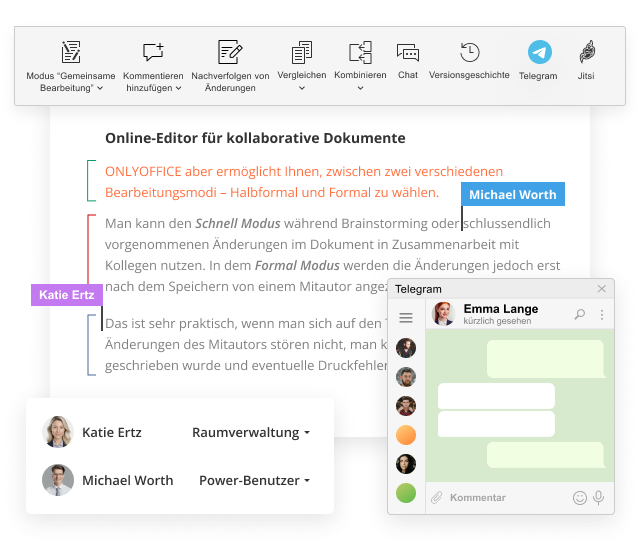 Modus "Gemeinsame Bearbeitung"
Kommentieren hinzufügen
Nachverfolgen von Änderungen
Vergleichen
Kombinieren
Chat
Versionsgeschichte
Telegram
Jitsi
Online-Editor für kollaborative Dokumente
ONLYOFFICE aber ermöglicht Ihnen, zwischen zwei verschiedenen
Bearbeitungsmodi – Halbformal und Formal zu wählen.
Michael Worth
Man kann den Schnell Modus während Brainstorming oder schlussendlich
vorgenommenen Änderungen im Dokument in Zusammenarbeit mit
Kollegen nutzen. In dem Formal Modus werden die Änderungen jedoch erst
nach dem Speichern von einem Mitautor
Katie Ertz
Das ist sehr praktisch, wenn man sich auf den
Änderungen des Mitautors stören nicht, man
geschrieben wurde und eventuelle Druckfehler
Telegram
Emma Lange
kürzlich gesehen
Kommentar
Katie Ertz Raumverwaltung
Michael Worth Power-Benutzer